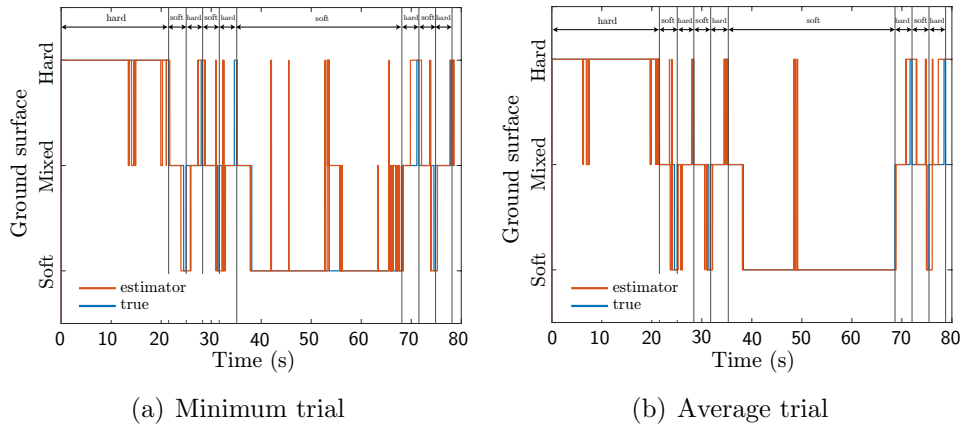 hard soft hard soft hard soft hard soft hard
Hard
Mixed
Soft
Ground surface
estimator
true
0 10 20 30 40 50 60 70 80
Time (s)
(a) Minimum trial
hard soft hard soft hard soft hard soft hard
Hard
Mixed
Soft
Ground surface
estimator
true
0 10 20 30 40 50 60 70 80
Time (s)
(b) Average trial